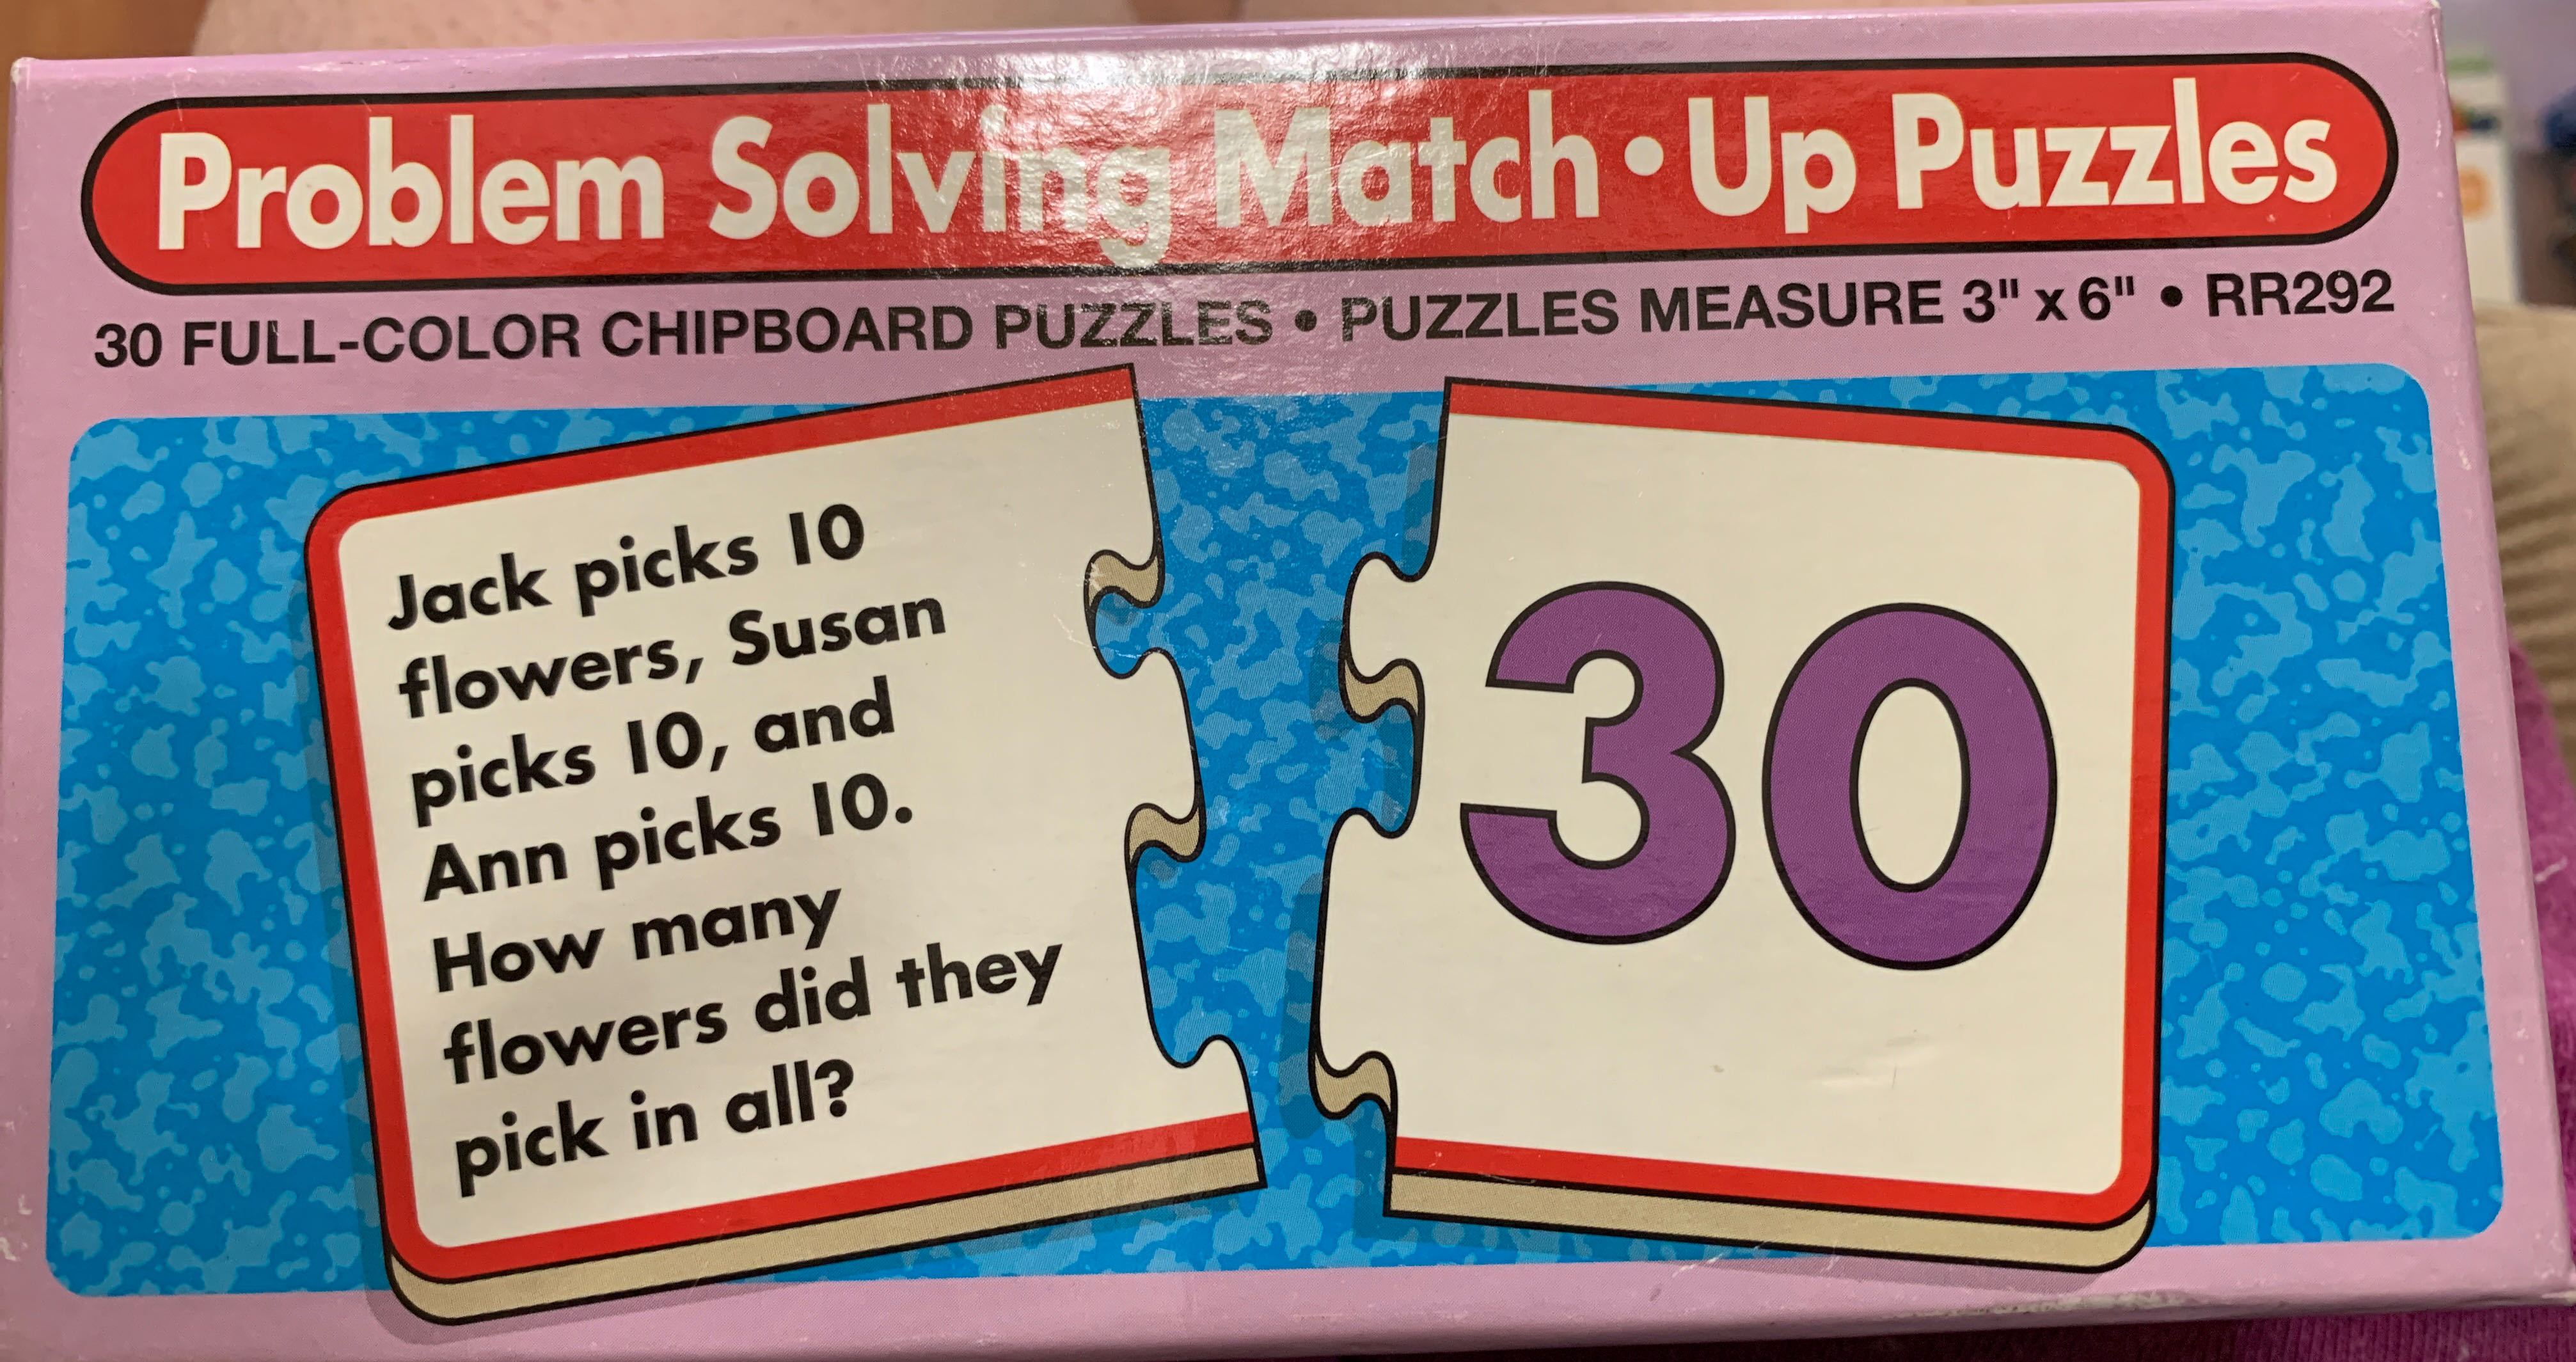 Problem Solving Match • Up Puzzles
30 FULL-COLOR CHIPBOARD PUZZLES • PUZZLES MEASURE 3" x 6" • RR292
Jack picks 10
flowers, Susan
picks 10, and
Ann picks 10.
How many
flowers did they
pick in all?
30